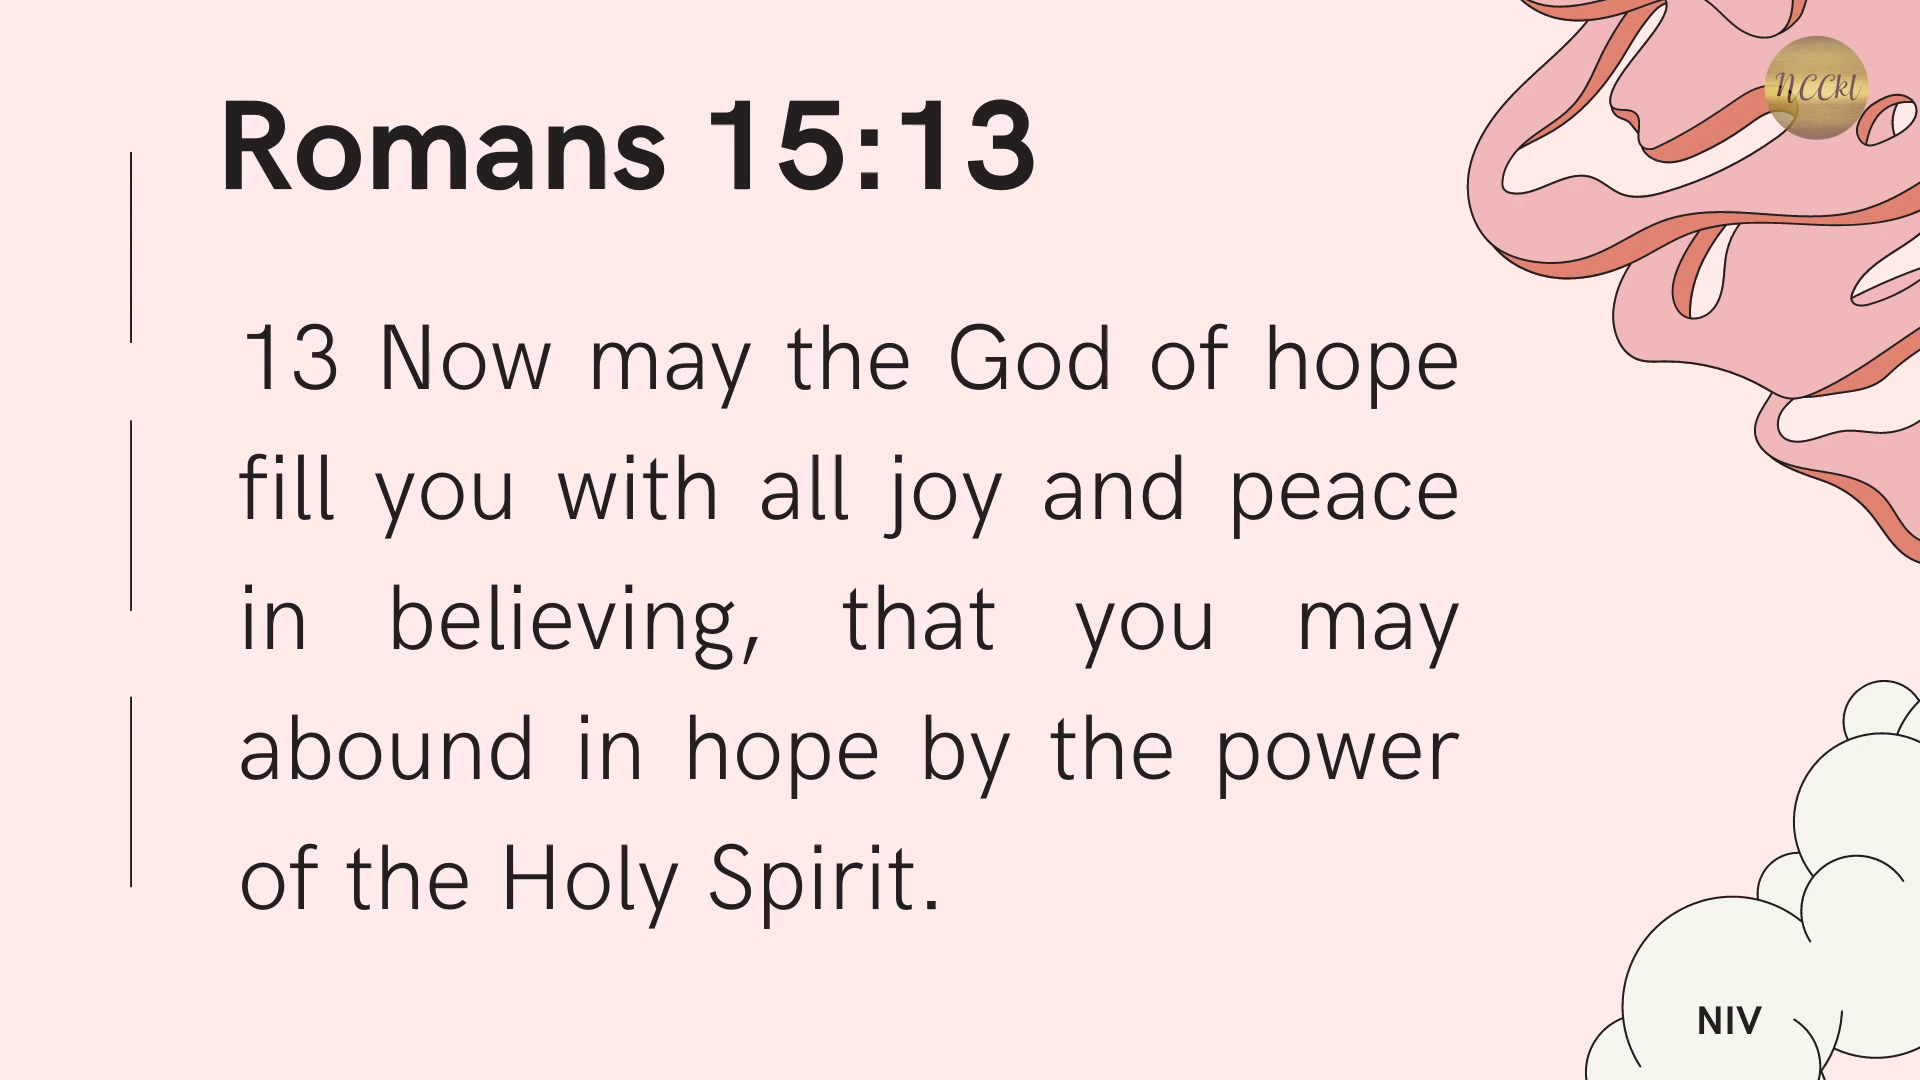 NCCkl
Romans 15:13
13 Now may the God of hope
fill you with all joy and peace
in believing, that you may
abound in hope by the power
of the Holy Spirit.
NIV